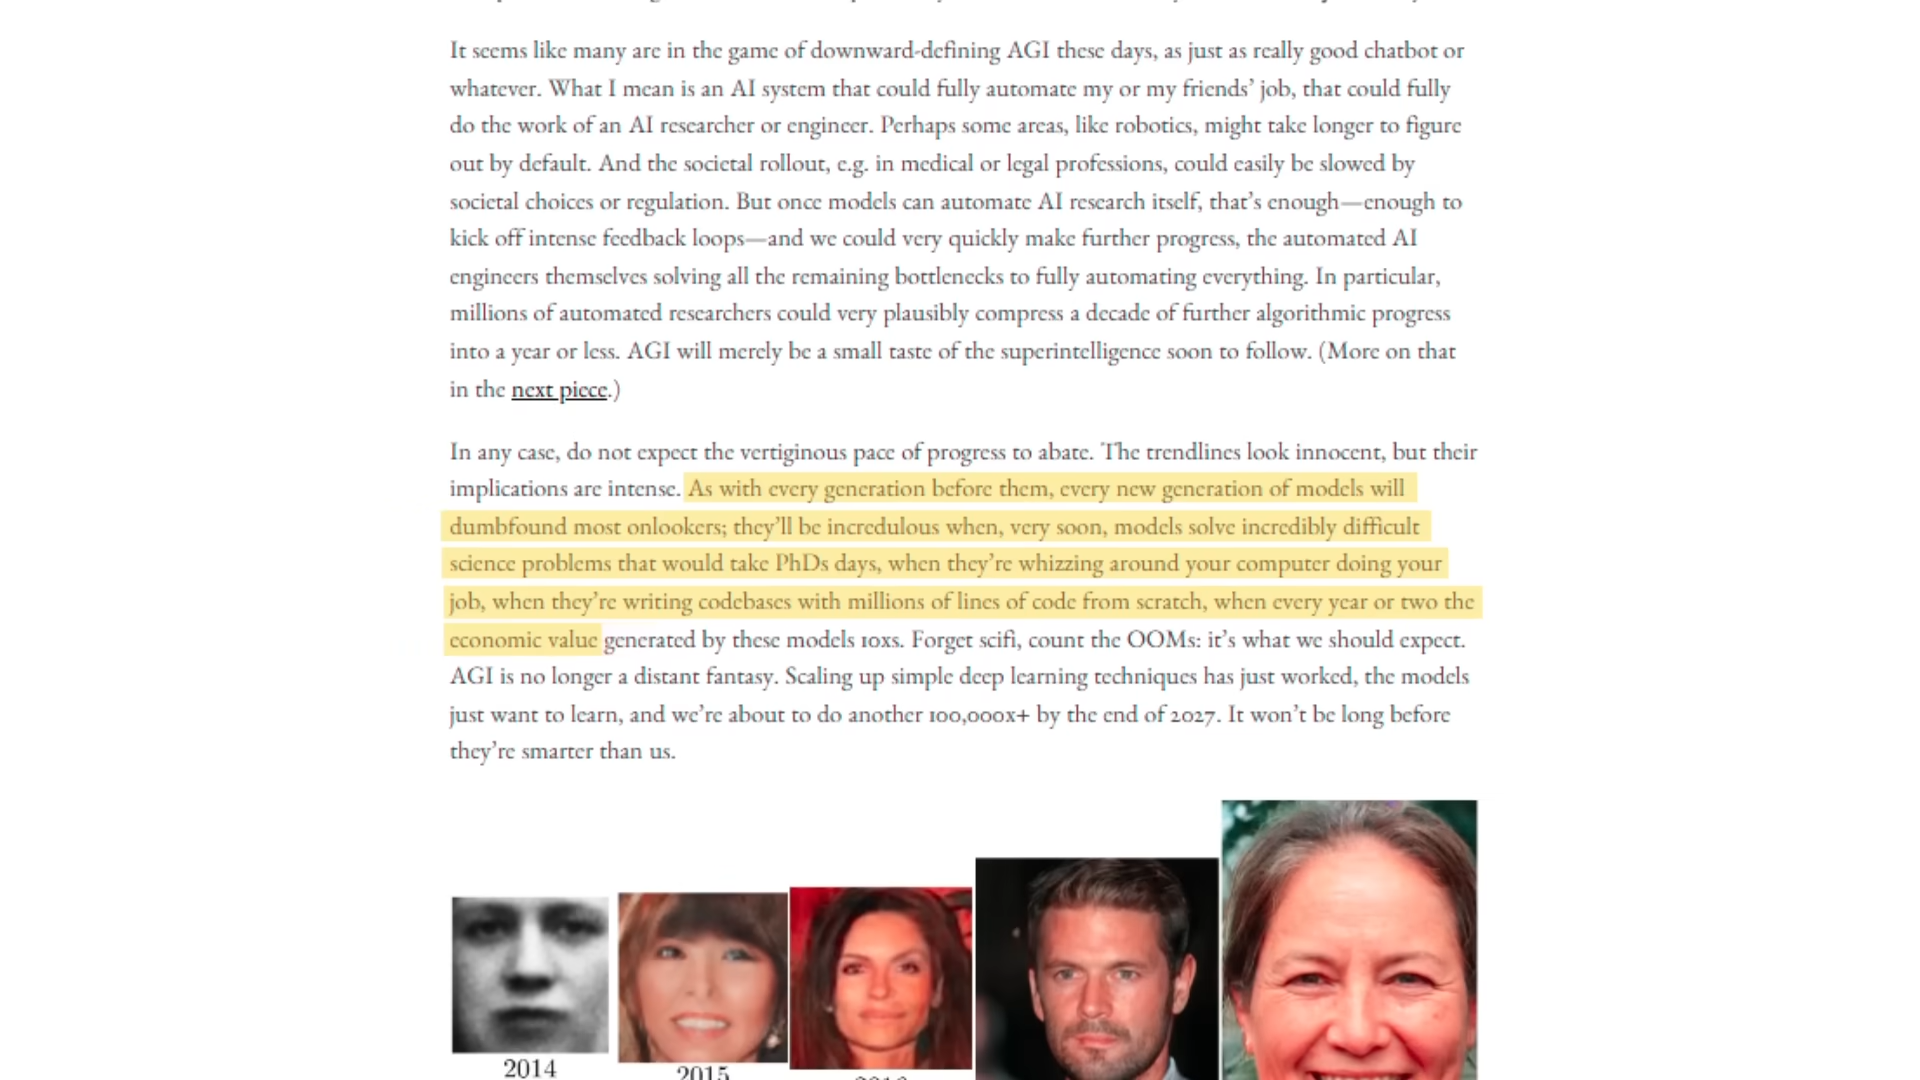 It seems like many are in the game of downward-defining AGI these days, as just as really good chatbot or
whatever. What I mean is an AI system that could fully automate my or my friends’ job, that could fully
do the work of an AI researcher or engineer. Perhaps some areas, like robotics, might take longer to figure
out by default. And the societal rollout, e.g. in medical or legal professions, could easily be slowed by
societal choices or regulation. But once models can automate AI research itself, that’s enough—enough to
kick off intense feedback loops—and we could very quickly make further progress, the automated AI
engineers themselves solving all the remaining bottlenecks to fully automating everything. In particular,
millions of automated researchers could very plausibly compress a decade of further algorithmic progress
into a year or less. AGI will merely be a small taste of the superintelligence soon to follow. (More on that
in the next piece.)
In any case, do not expect the vertiginous pace of progress to abate. The trendlines look innocent, but their
implications are intense. As with every generation before them, every new generation of models will
dumbfound most onlookers; they’ll be incredulous when, very soon, models solve incredibly difficult
science problems that would take PhDs days, when they’re whizzing around your computer doing your
job, when they’re writing codebases with millions of lines of code from scratch, when every year or two the
economic value generated by these models 10xs. Forget scifi, count the OOMs: it’s what we should expect.
AGI is no longer a distant fantasy. Scaling up simple deep learning techniques has just worked, the models
just want to learn, and we’re about to do another 100,000x+ by the end of 2027. It won’t be long before
they’re smarter than us.
2014
2015